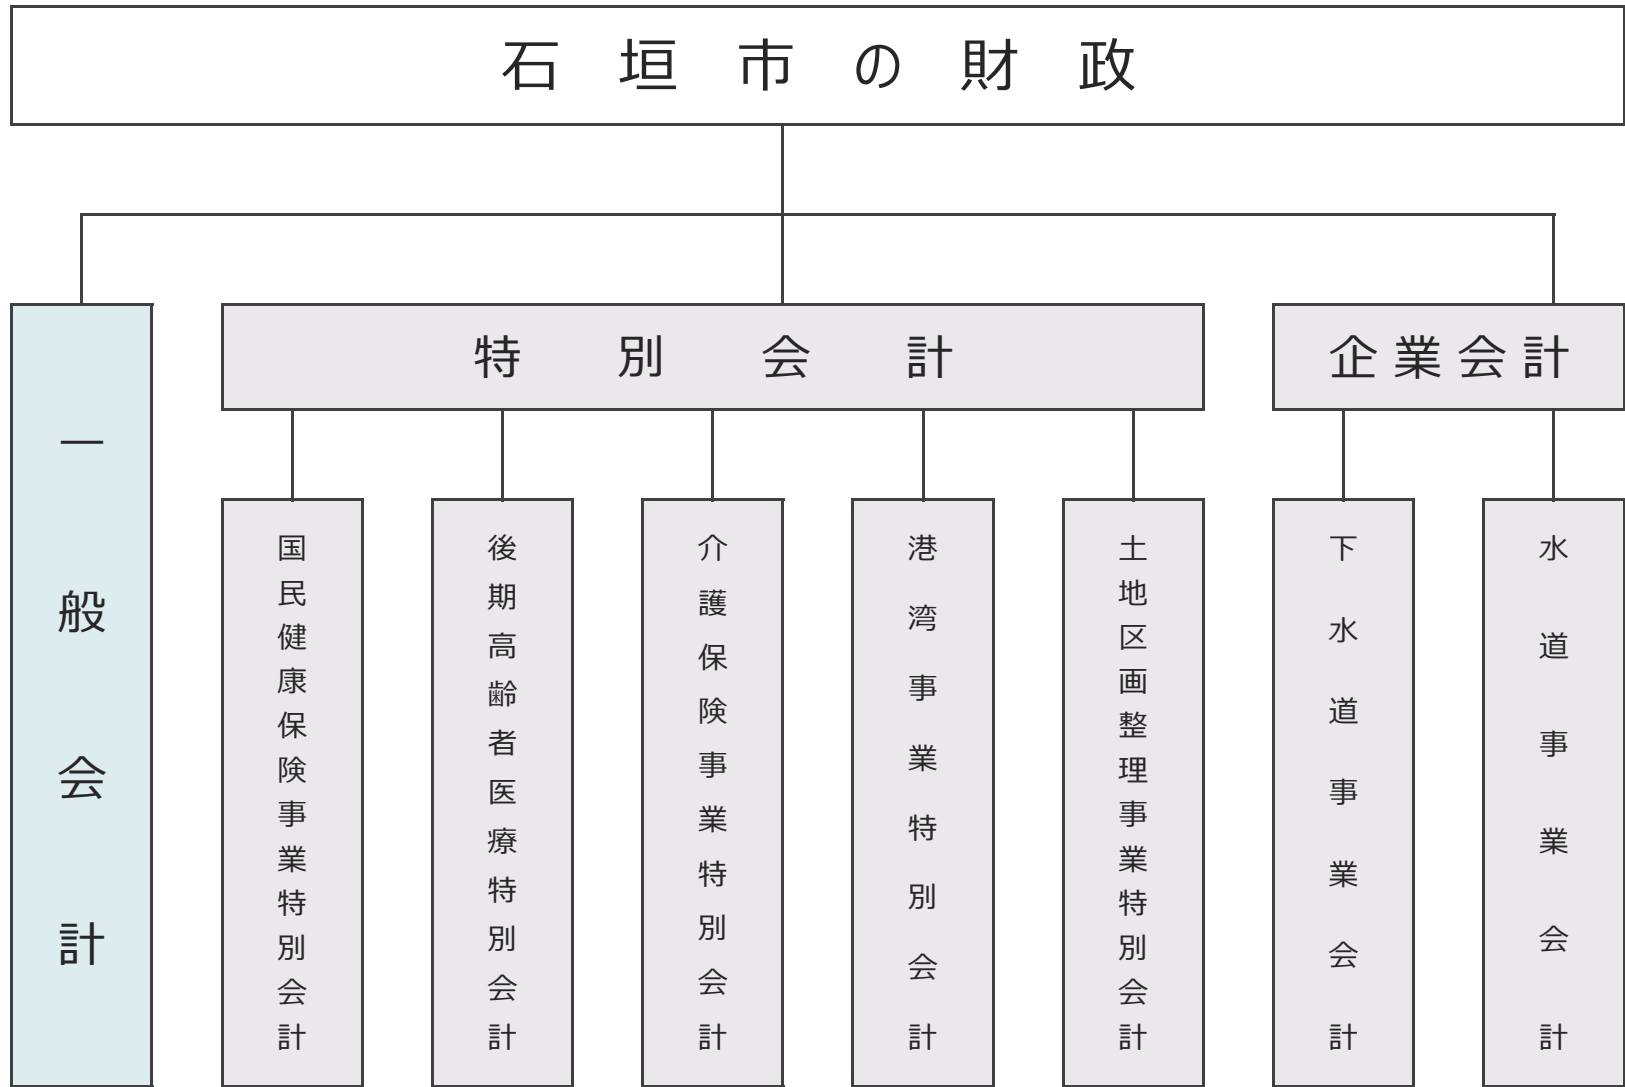 石垣市の財政
一般会計
特別会計
企業会計
国民健康保険事業特別会計
後期高齢者医療特別会計
介護保険事業特別会計
港湾事業特別会計
土地区画整理事業特別会計
下水道事業会計
水道事業会計